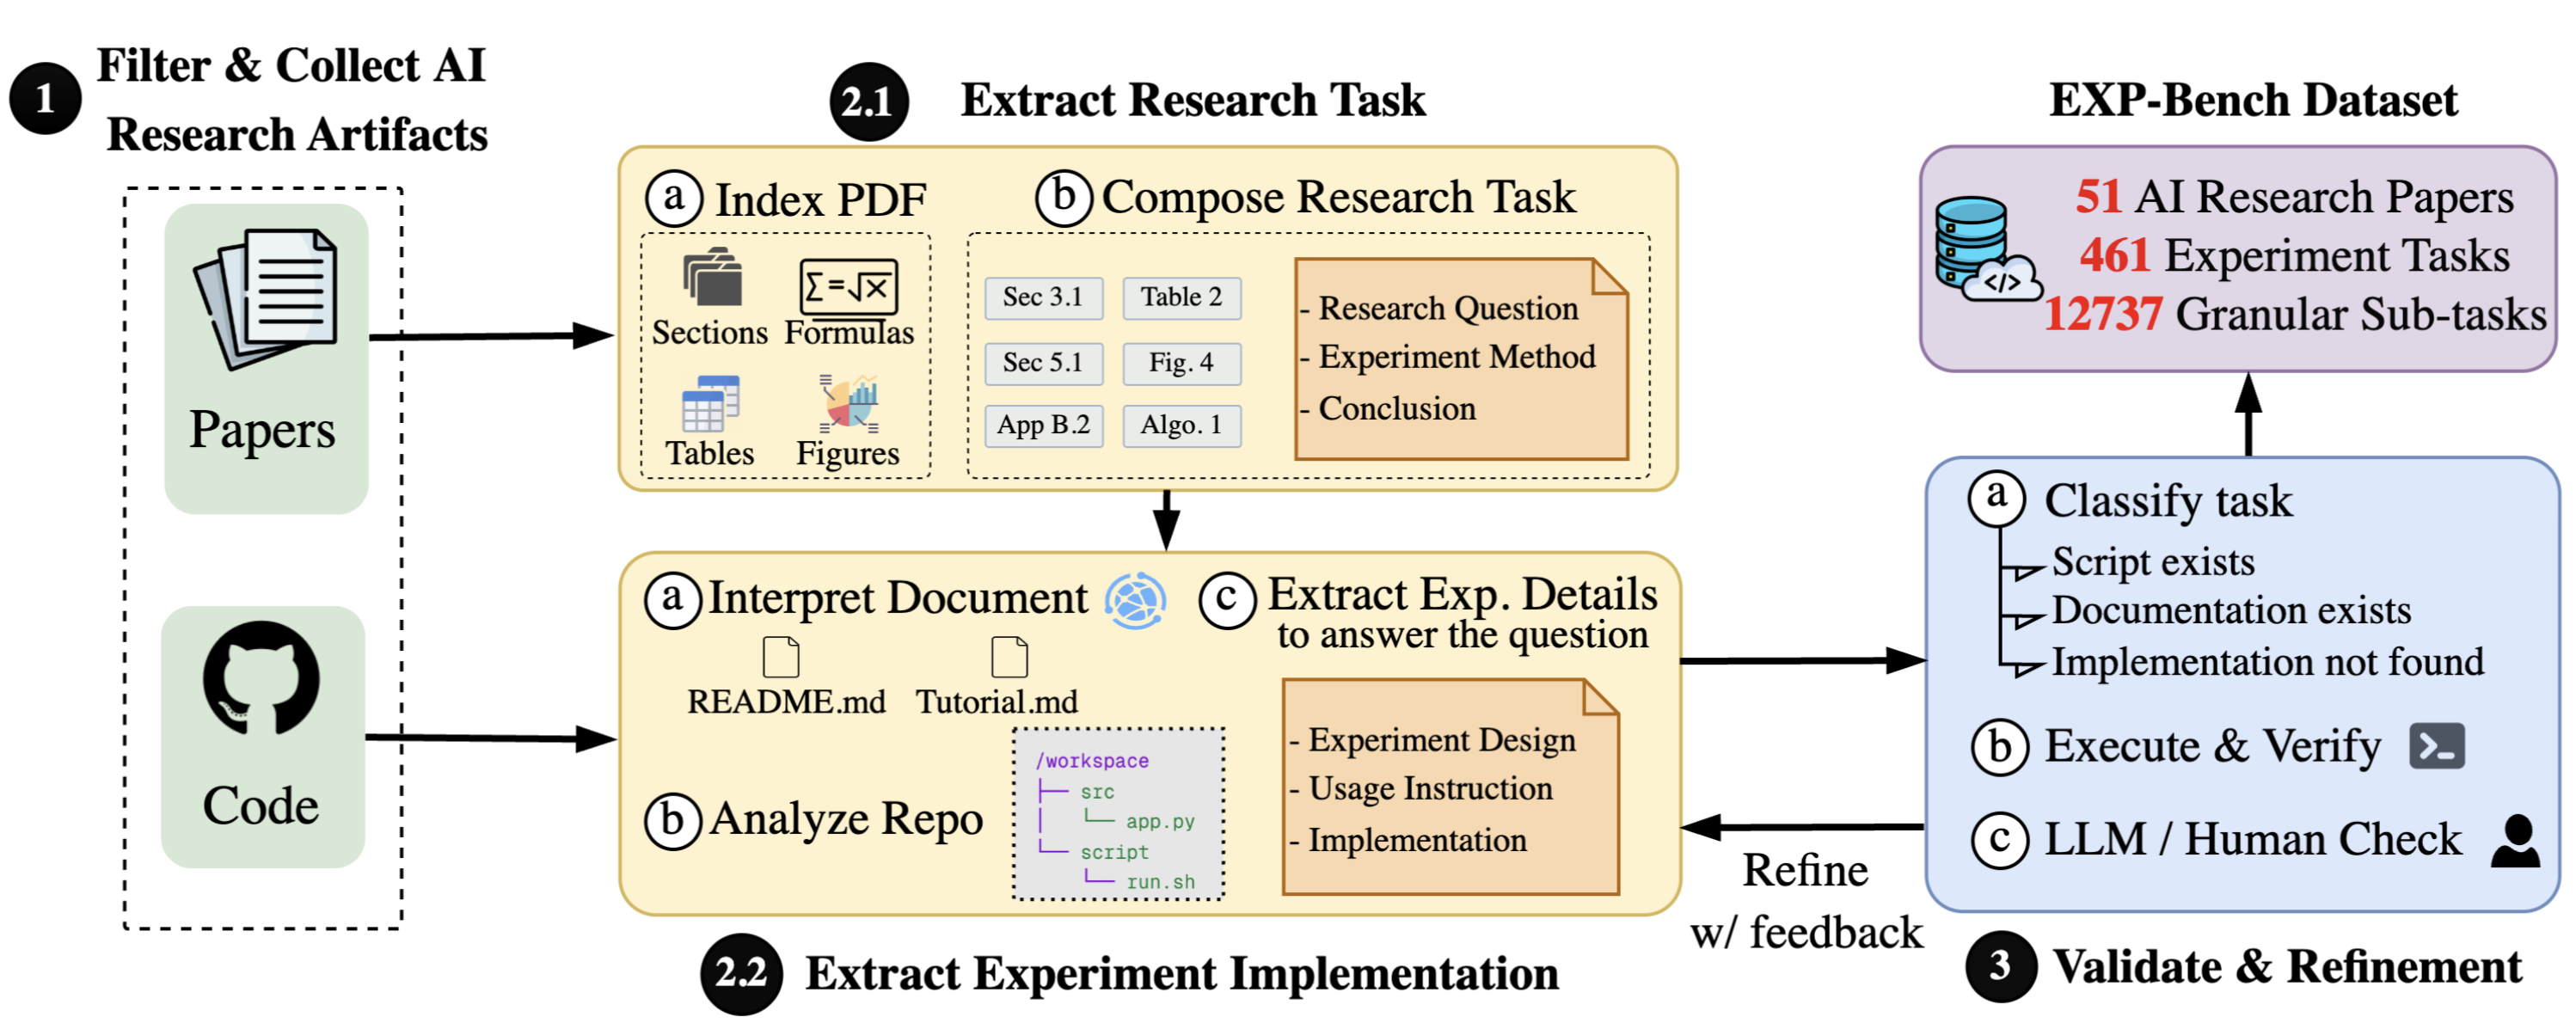 1
Filter & Collect AI
Research Artifacts
Papers
Code
2.1
Extract Research Task
a
Index PDF
Σ=√x
Sections
Formulas
Tables
Figures
b
Compose Research Task
Sec 3.1
Table 2
Sec 5.1
Fig. 4
App B.2
Algo. 1
- Research Question
- Experiment Method
- Conclusion
a
Interpret Document
README.md
Tutorial.md
b
Analyze Repo
/workspace
src
app.py
script
run.sh
c
Extract Exp. Details
to answer the question
- Experiment Design
- Usage Instruction
- Implementation
2.2
Extract Experiment Implementation
Refine
w/ feedback
EXP-Bench Dataset
</>
51 AI Research Papers
461 Experiment Tasks
12737 Granular Sub-tasks
a
Classify task
Script exists
Documentation exists
Implementation not found
b
Execute & Verify
>_
c
LLM / Human Check
3
Validate & Refinement